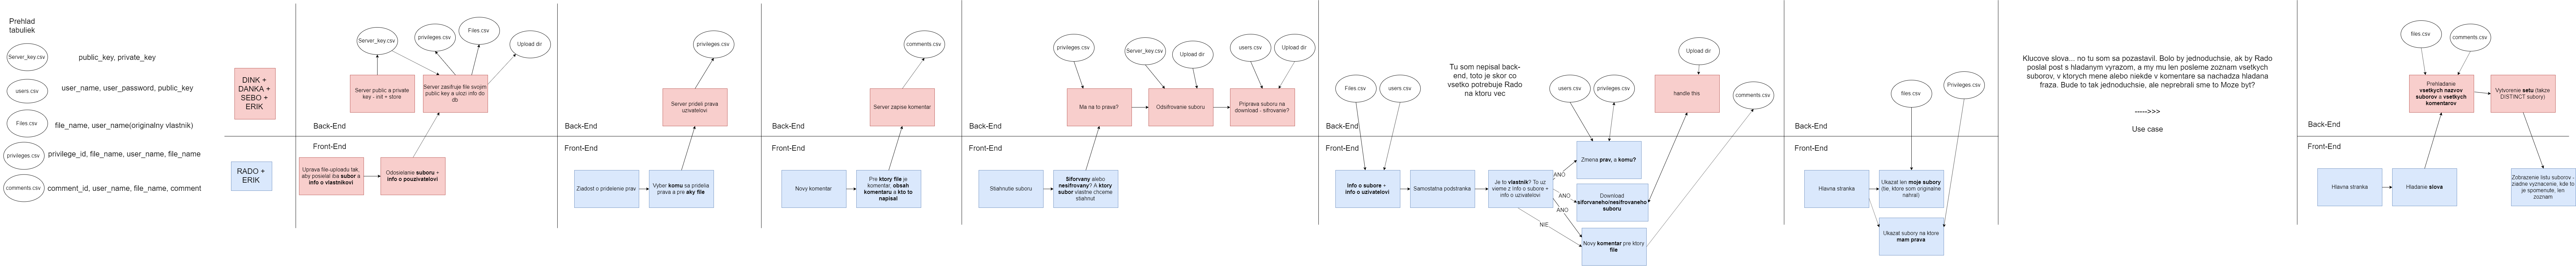 Prehlad
tabuliek
Server_key.csv
public_key, private_key
users.csv
user_name, user_password, public_key
Files csv
file_name, user_name(originalny vlastnik)
privileges csv
privilege_id, file_name, user_name, file_name
comments.csv
comment_id, user_name, file_name, comment
DINK +
DANKA +
SEBO +
ERIK
RADO +
ERIK
Server_key.csv
privileges csv
Files.csv
Upload dir
Server public a private
key - init + store
Server zasifruje file svojim
public key a ulozi info do
db
Back-End
Front-End
Uprava file-uploadu tak,
aby posielal iba subor a
info o vlastnikovi
Odosielanie suboru +
info o pouzivatelovi
privileges csv
Server prideli prava
uzivatelovi
Back-End
Front-End
Ziadost o pridelenie prav
Vyber komu sa pridelia
prava a pre aky file
comments csv
Server zapise komentar
Back-End
Front-End
Novy komentar
Pre ktory file je
komentar, obsah
komentaru a kto to
napisal
privileges csv
Server_key.csv
Upload dir
users csv
Upload dir
Ma na to prava?
Odsifrovanie suboru
Priprava suboru na
download - sifrovanie?
Back-End
Front-End
Stiahnutie suboru
Siforvany alebo
nesifrovany? A ktory
subor vlastne chceme
stiahnut
Tu som nepisal back-
end, toto je skor co
vsetko potrebuje Rado
na ktoru vec
Files csv
users csv
users.csv
privileges.csv
Upload dir
handle this
comments.csv
Back-End
Front-End
Info o subore +
info o uzivatelovi
Samostatna podstranka
Je to vlastnik? To uz
vieme z Info o subore +
info o uzivatelovi
ANO
ANO
ANO
NIE
Zmena prav, a komu?
Download
siforvaneho/nesifrovaneho
suboru
Novy komentar pre ktory
file
files csv
Privileges csv
Back-End
Front-End
Hlavna stranka
Ukazat len moje subory
(tie, ktore som originalne
nahral)
Ukazat subory na ktore
mam prava
Klucove slova... no tu som sa pozastavil. Bolo by jednoduchsie, ak by Rado
poslal post s hladanym vyrazom, a my mu len posleme zoznam vsetkych
suborov, v ktorych mene alebo niekde v komentare sa nachadza hladana
fraza. Bude to tak jednoduchsie, ale neprebrali sme to Moze byt?
----->>>
Use case
files csv
comments csv
Prehladanie
vsetkych nazvov
suborov a vsetkych
komentarov
Vytvorenie setu (takze
DISTINCT subory)
Back-End
Front-End
Hlavna stranka
Hladanie slova
Zobrazenie listu suborov -
ziadne vyznacenie, kde to
je spomenute, len
zoznam